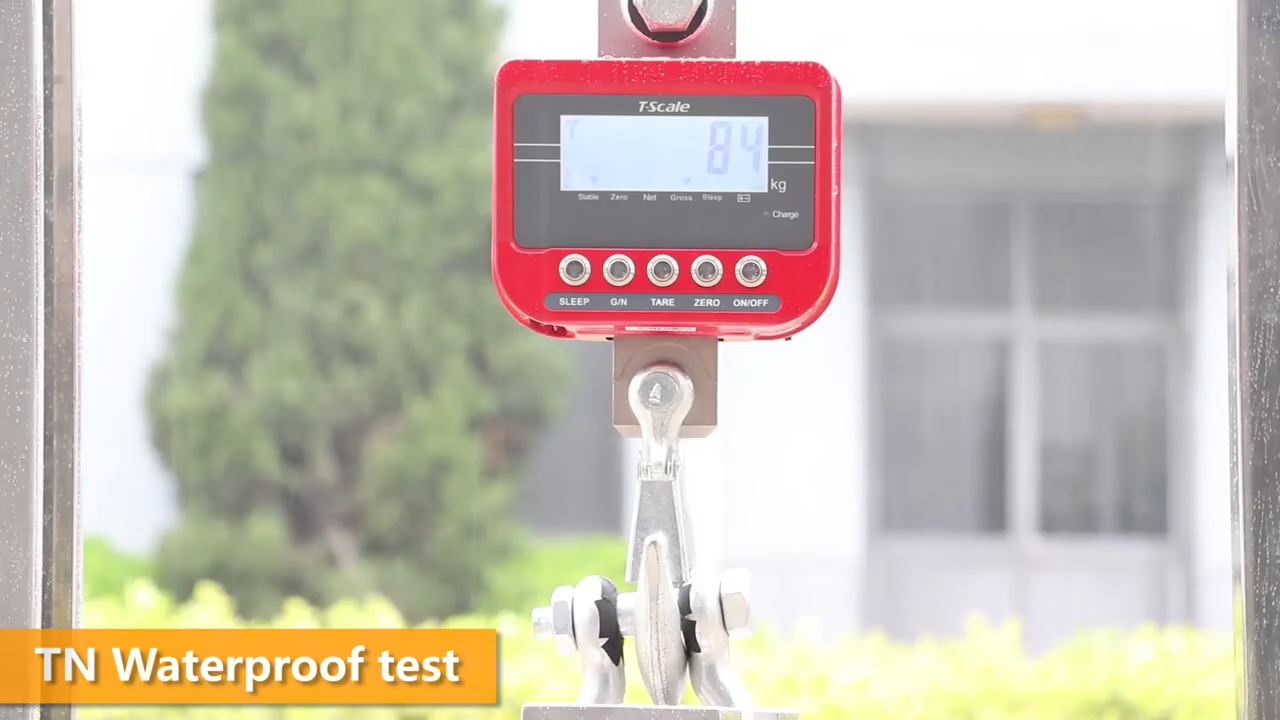 T-Scale
84
kg
Stable Zero Net Gross Sleep
Charge
SLEEP G/N TARE ZERO ON/OFF
TN Waterproof test